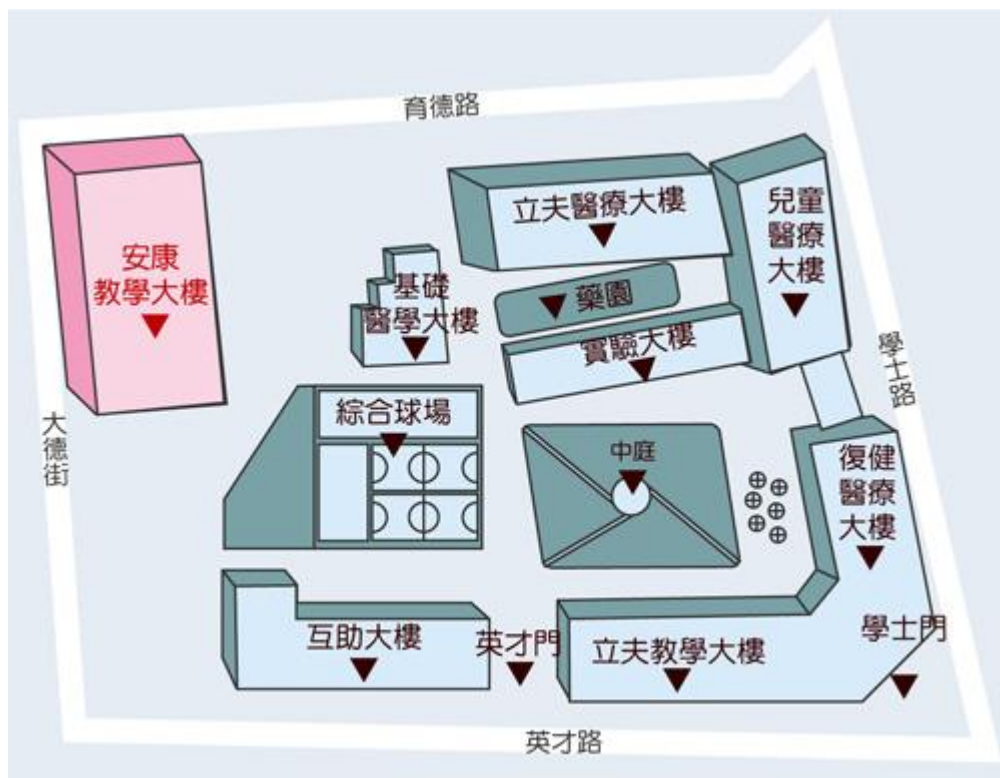 育德路
立夫醫療大樓
兒童
醫療
大樓
安康
教學大樓
基礎
醫學大樓
藥園
實驗大樓
學士路
大德街
綜合球場
中庭
復健
醫療
大樓
互助大樓
英才門
立夫教學大樓
學士門
英才路